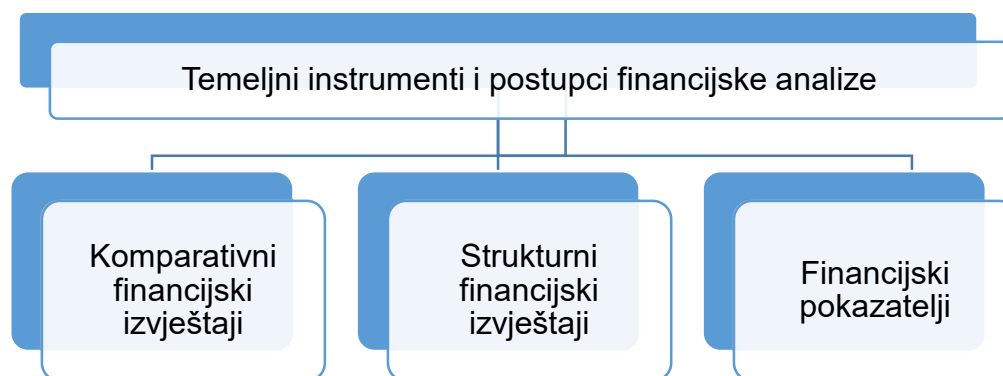 Temeljni instrumenti i postupci financijske analize
Komparativni
financijski
izvještaji
Strukturni
financijski
izvještaji
Financijski
pokazatelji